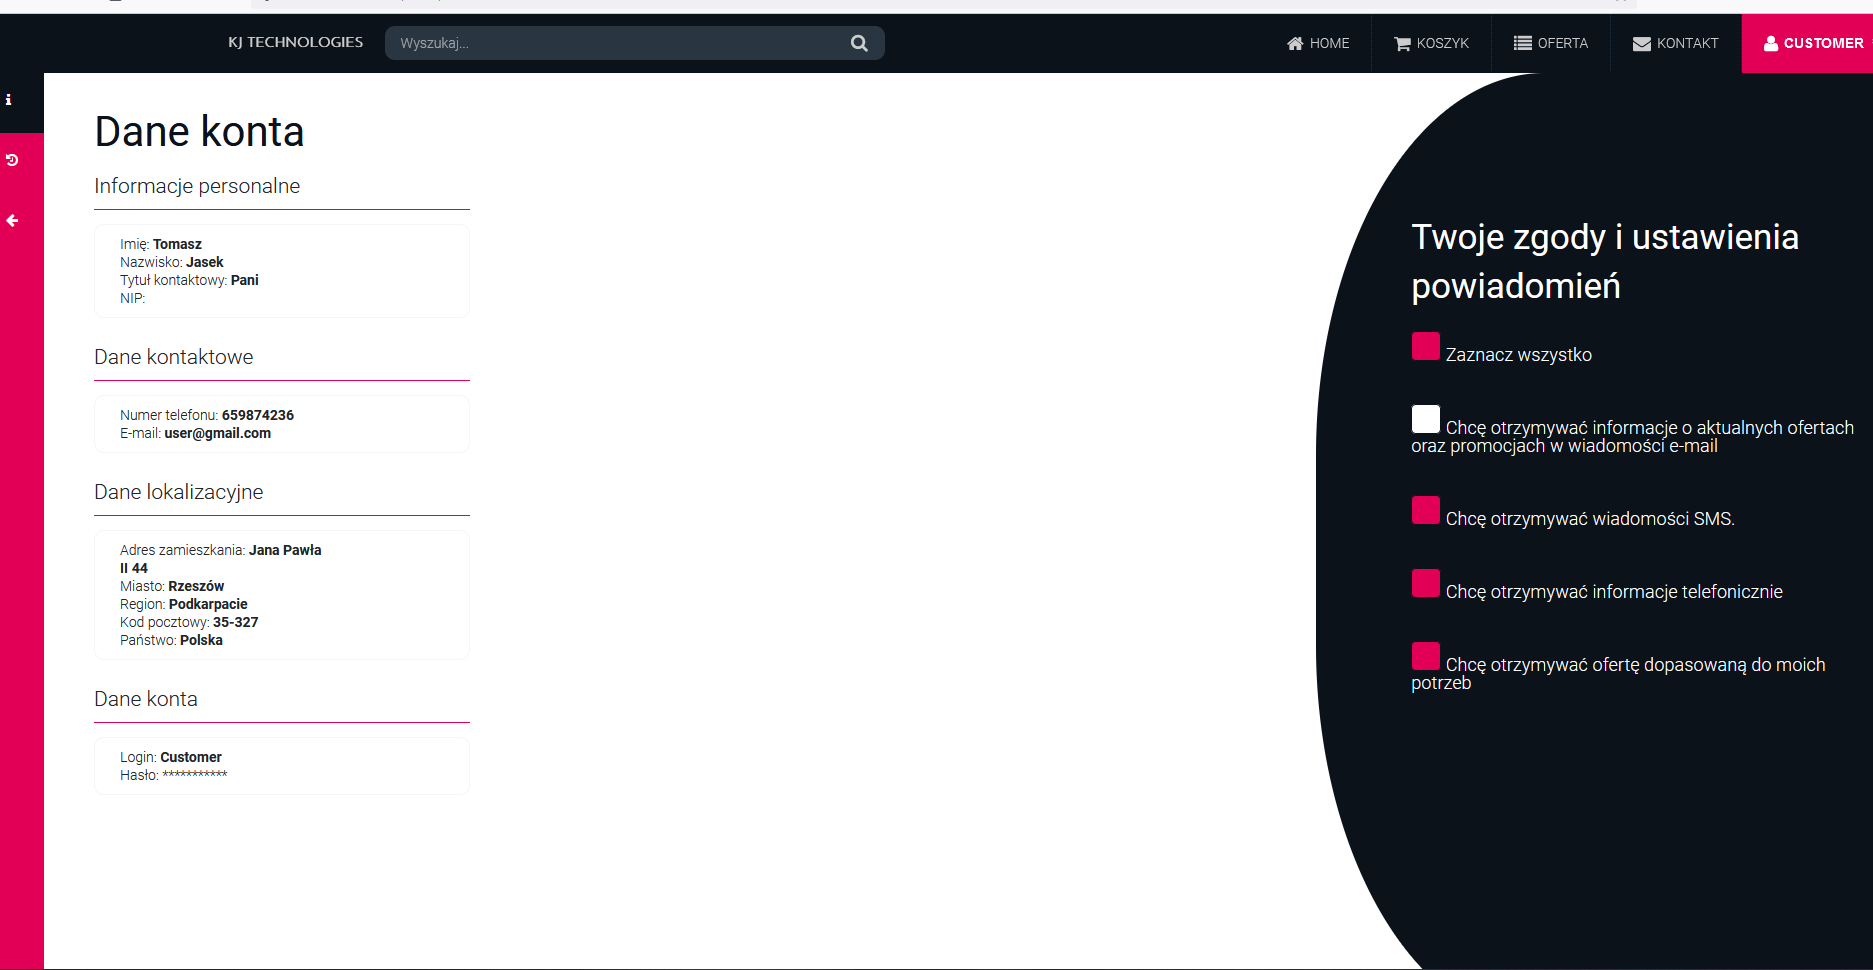 KJ TECHNOLOGIES
Wyszukaj...
HOME
KOSZYK
OFERTA
KONTAKT
CUSTOMER
Dane konta
Informacje personalne
Imię: Tomasz
Nazwisko: Jasek
Tytuł kontaktowy: Pani
NIP:
Dane kontaktowe
Numer telefonu: 659874236
E-mail: user@gmail.com
Dane lokalizacyjne
Adres zamieszkania: Jana Pawła
II 44
Miasto: Rzeszów
Region: Podkarpacie
Kod pocztowy: 35-327
Państwo: Polska
Dane konta
Login: Customer
Hasło: ***********
Twoje zgody i ustawienia
powiadomień
Zaznacz wszystko
Chcę otrzymywać informacje o aktualnych ofertach
oraz promocjach w wiadomości e-mail
Chcę otrzymywać wiadomości SMS.
Chcę otrzymywać informacje telefonicznie
Chcę otrzymywać ofertę dopasowaną do moich
potrzeb